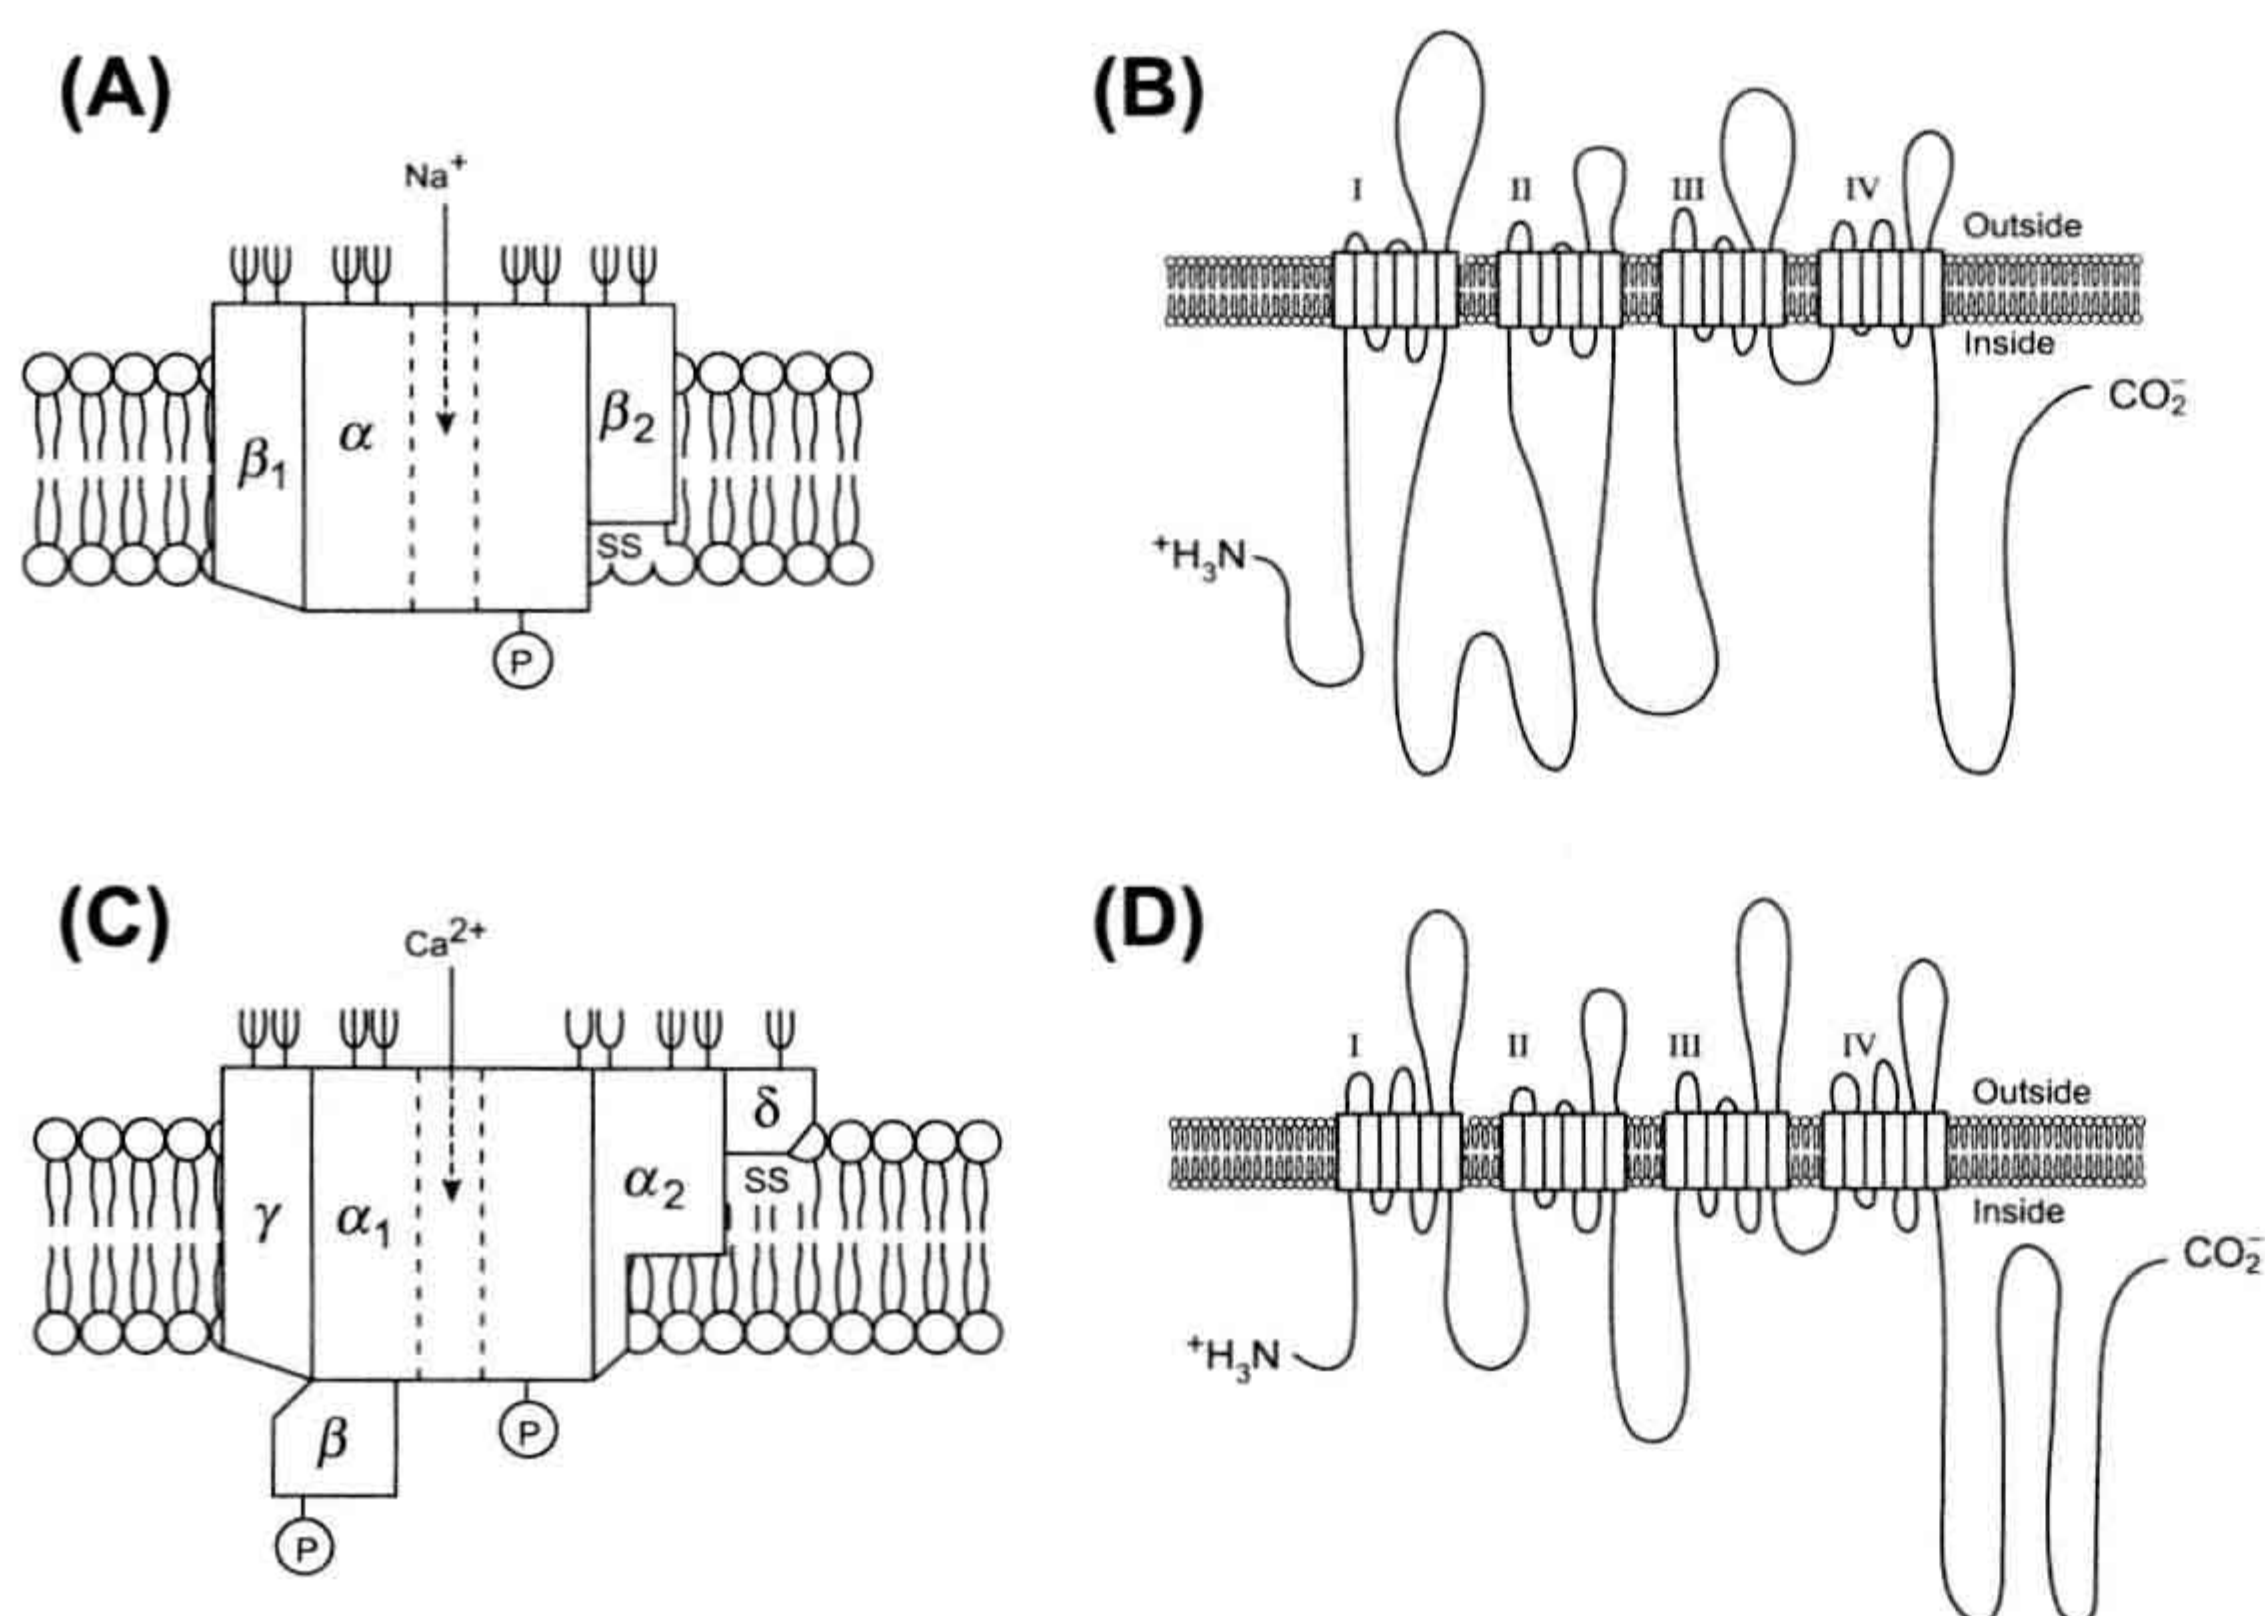 (A)
Na⁺
β₁
α
β₂
SS
P
(B)
I
II
III
IV
Outside
Inside
CO₂⁻
⁺H₃N
(C)
Ca²⁺
γ
α₁
α₂
δ
SS
β
P
P
(D)
I
II
III
IV
Outside
Inside
CO₂⁻
⁺H₃N